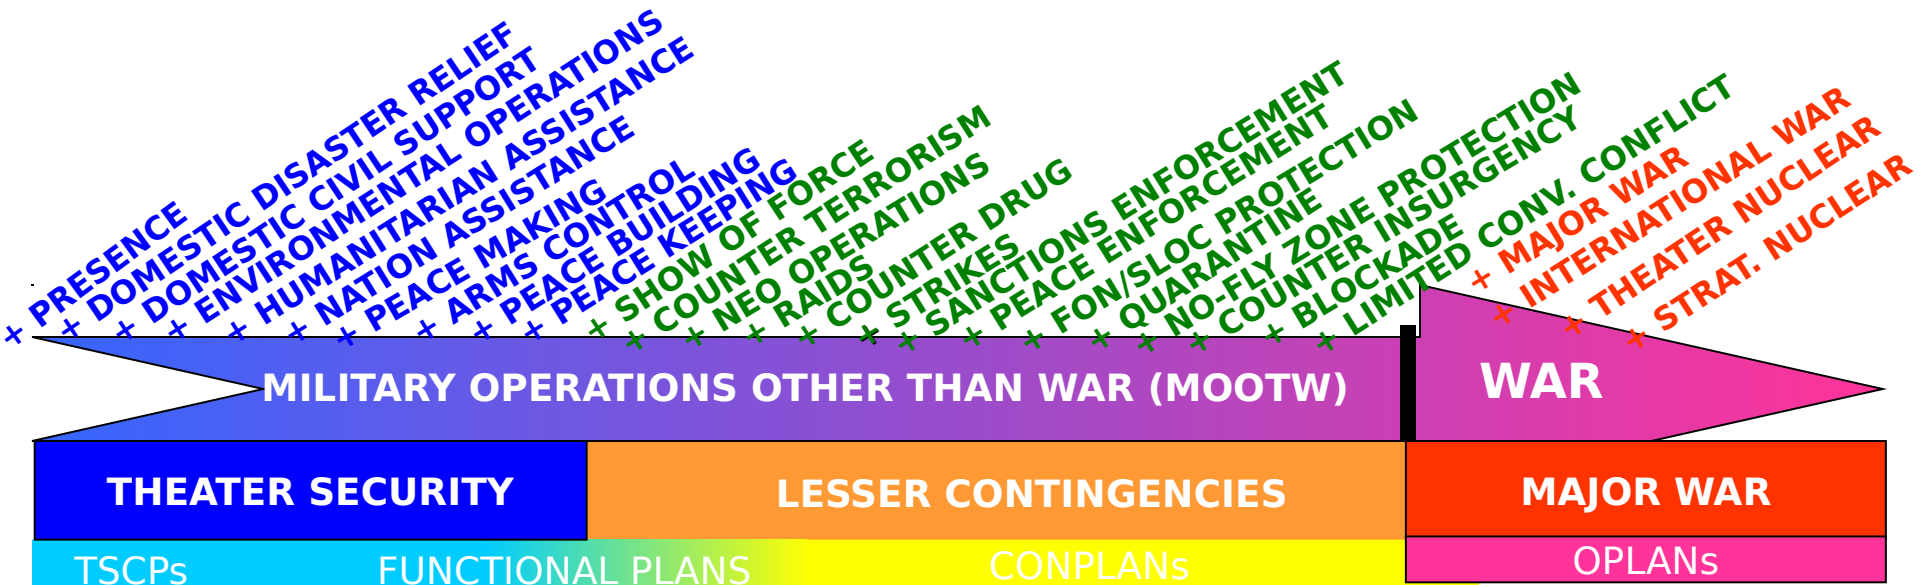 + PRESENCE
+ DOMESTIC DISASTER RELIEF
+ DOMESTIC CIVIL SUPPORT
+ ENVIRONMENTAL OPERATIONS
+ HUMANITARIAN ASSISTANCE
+ NATION ASSISTANCE
+ PEACE MAKING
+ ARMS CONTROL
+ PEACE BUILDING
+ PEACE KEEPING
+ SHOW OF FORCE
+ COUNTER TERRORISM
+ NEO OPERATIONS
+ RAIDS
+ COUNTER DRUG
+ STRIKES
+ SANCTIONS ENFORCEMENT
+ PEACE ENFORCEMENT
+ FON/SLOC PROTECTION
+ QUARANTINE
+ NO-FLY ZONE PROTECTION
+ COUNTER INSURGENCY
+ BLOCKADE
+ LIMITED CONV. CONFLICT
+ MAJOR WAR
+ INTERNATIONAL WAR
+ THEATER NUCLEAR
+ STRAT. NUCLEAR
MILITARY OPERATIONS OTHER THAN WAR (MOOTW)
WAR
THEATER SECURITY
LESSER CONTINGENCIES
MAJOR WAR
TSCPs
FUNCTIONAL PLANS
CONPLANs
OPLANs